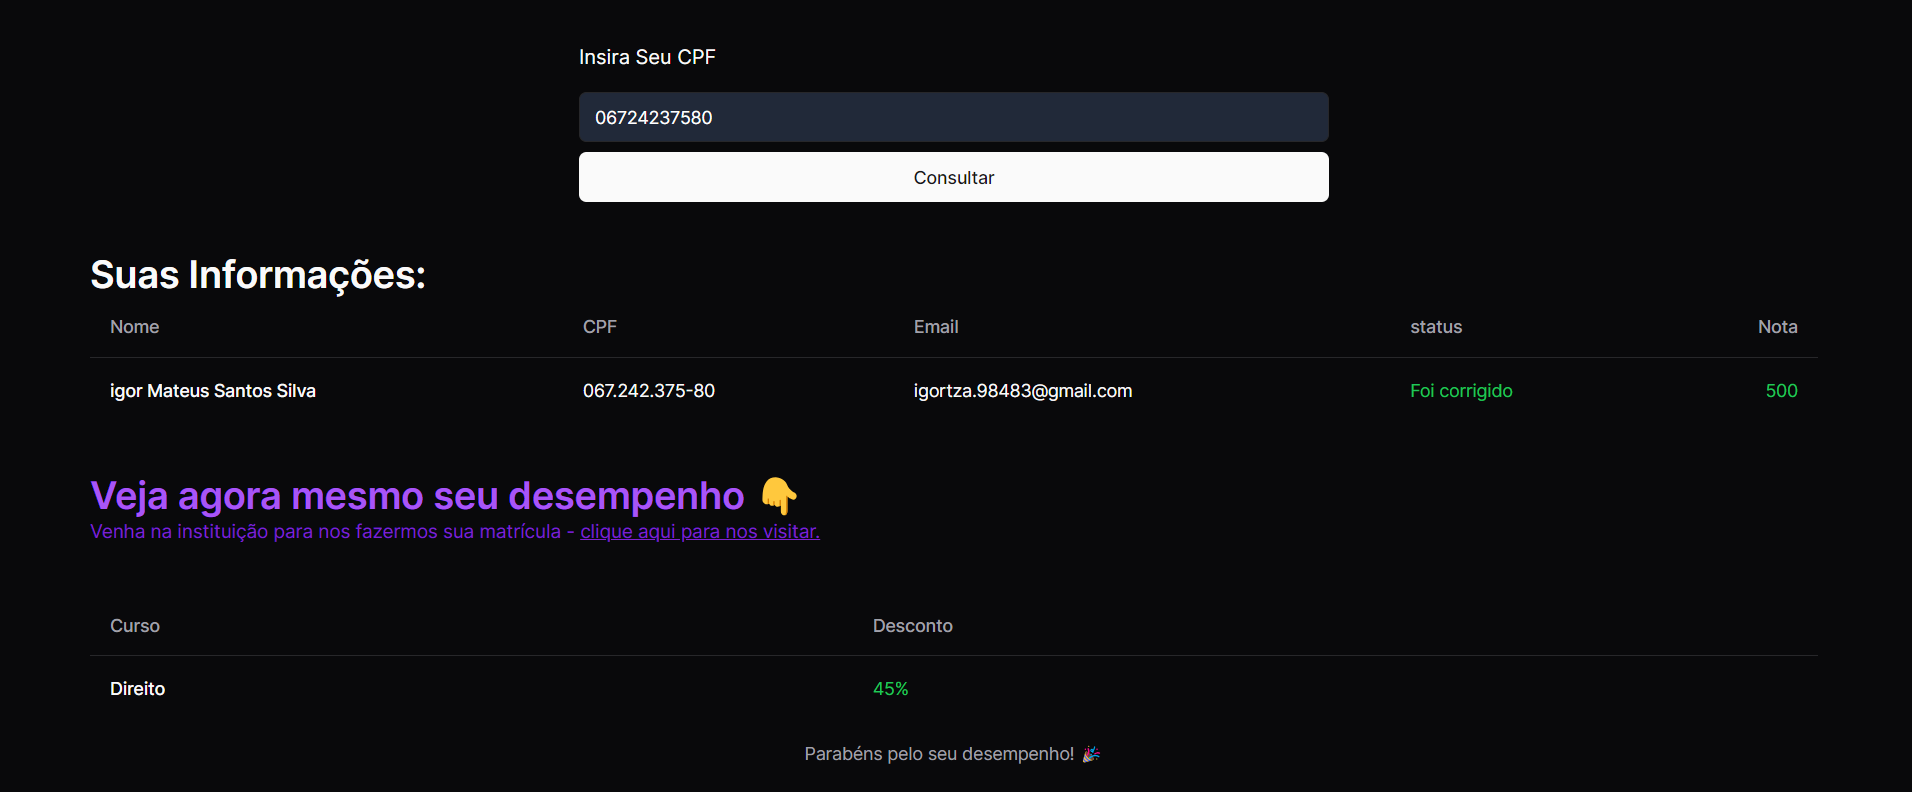 Insira Seu CPF
06724237580
Consultar
Suas Informações:
Nome CPF Email status Nota
igor Mateus Santos Silva 067.242.375-80 igortza.98483@gmail.com Foi corrigido 500
Veja agora mesmo seu desempenho 👇
Venha na instituição para nos fazermos sua matrícula - clique aqui para nos visitar.
Curso Desconto
Direito 45%
Parabéns pelo seu desempenho! 🎉